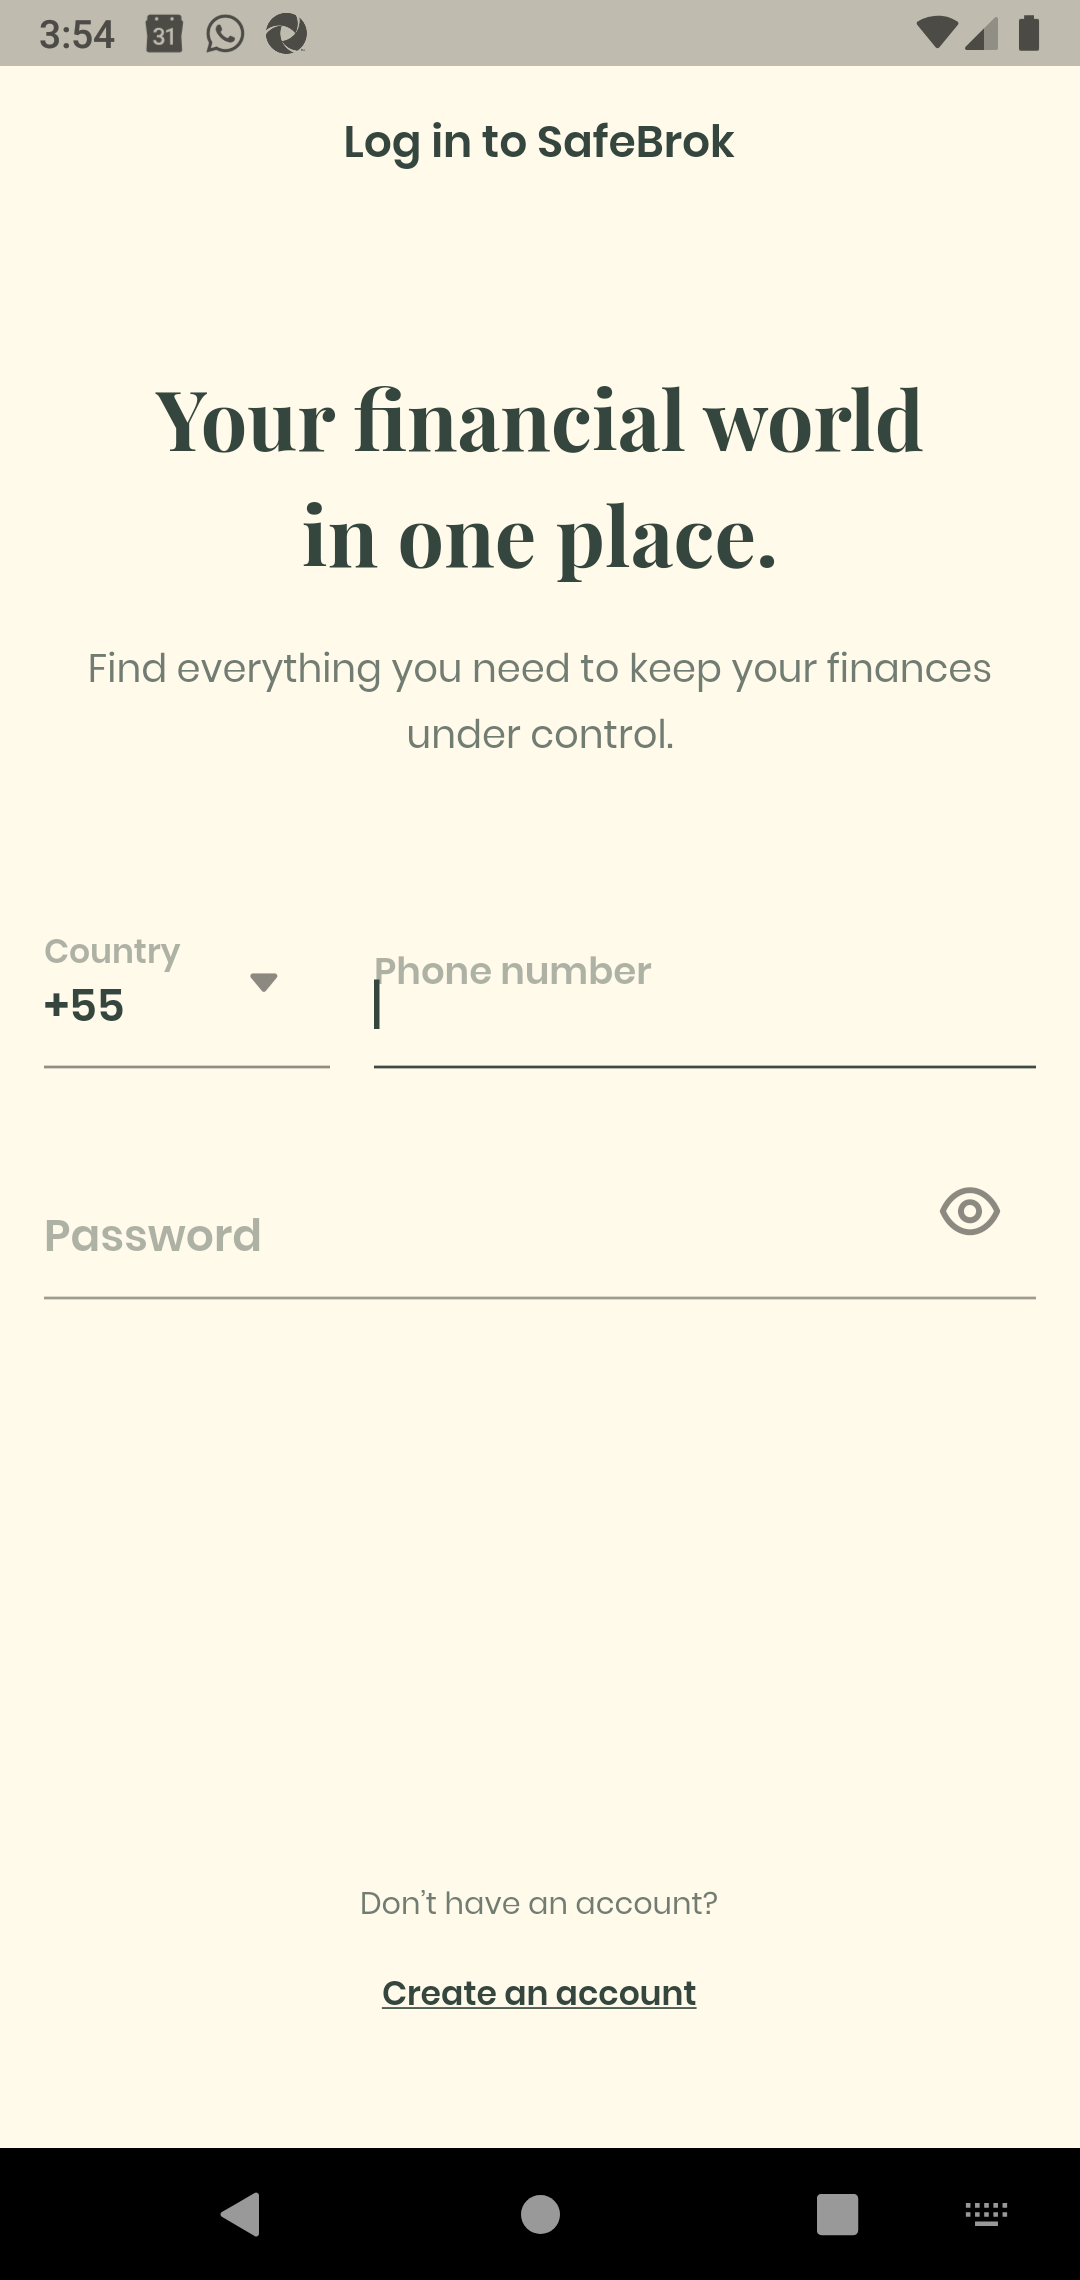 3:54
31
Log in to SafeBrok
Your financial world
in one place.
Find everything you need to keep your finances
under control.
Country
+55
Phone number
Password
Don't have an account?
Create an account